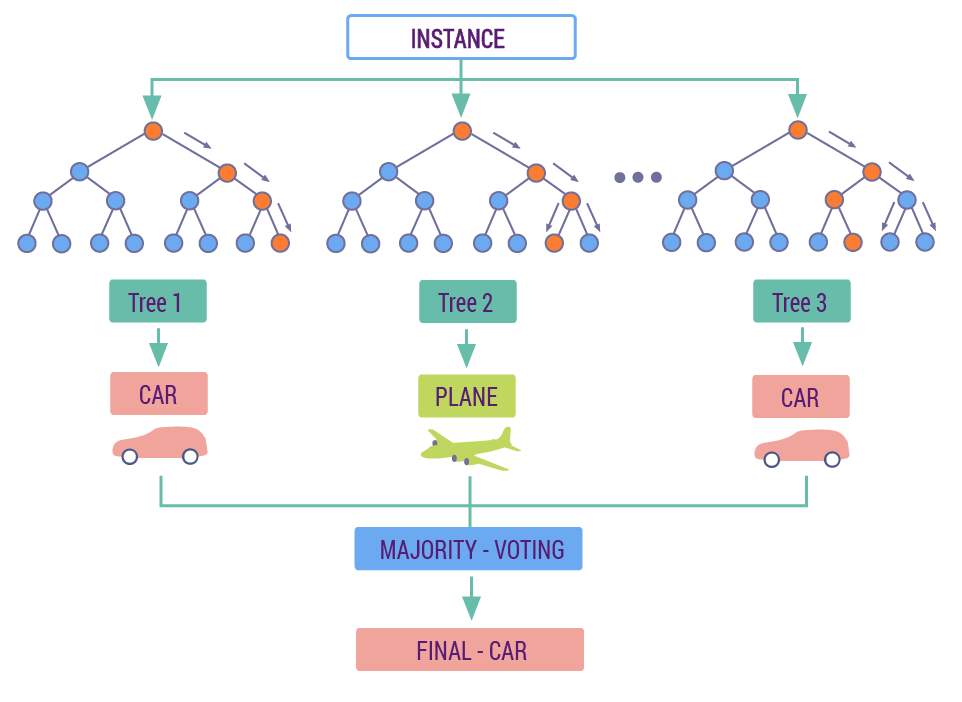 INSTANCE
Tree 1
Tree 2
Tree 3
CAR
PLANE
CAR
MAJORITY - VOTING
FINAL - CAR